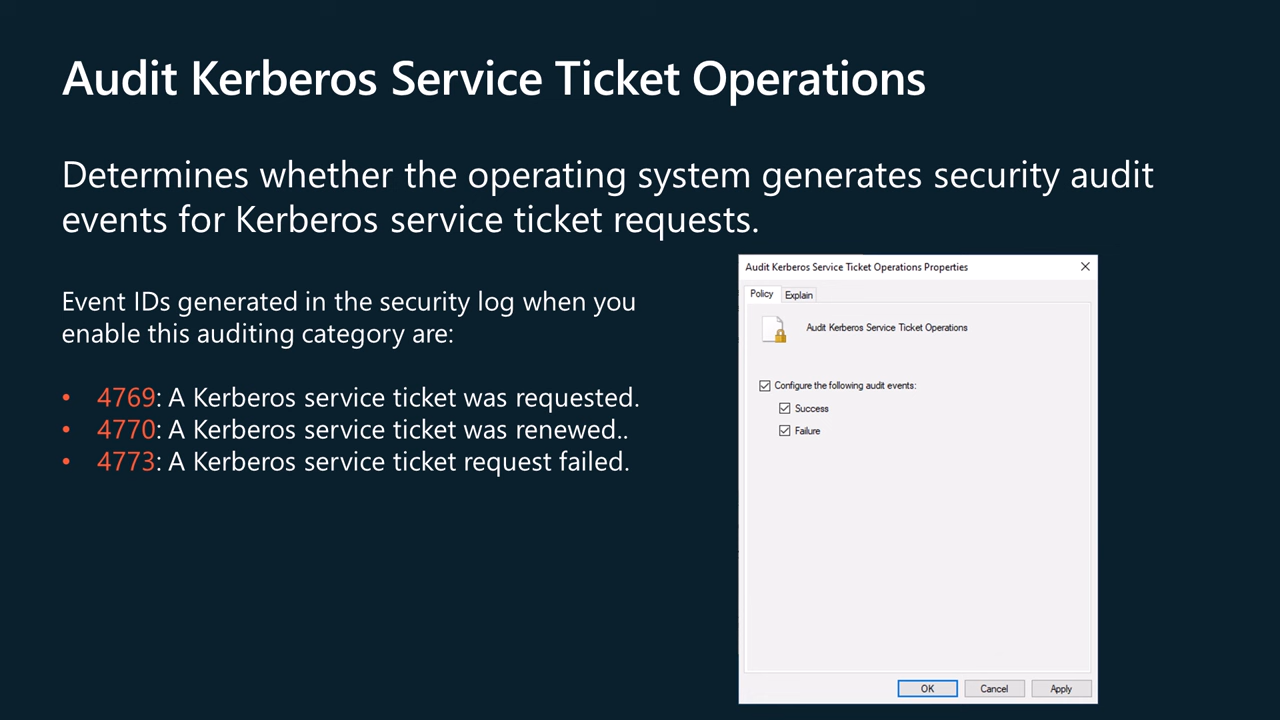 Audit Kerberos Service Ticket Operations
Determines whether the operating system generates security audit
events for Kerberos service ticket requests.
Event IDs generated in the security log when you
enable this auditing category are:
• 4769: A Kerberos service ticket was requested.
• 4770: A Kerberos service ticket was renewed..
• 4773: A Kerberos service ticket request failed.
Audit Kerberos Service Ticket Operations Properties
Policy Explain
Audit Kerberos Service Ticket Operations
Configure the following audit events:
Success
Failure
OK Cancel Apply